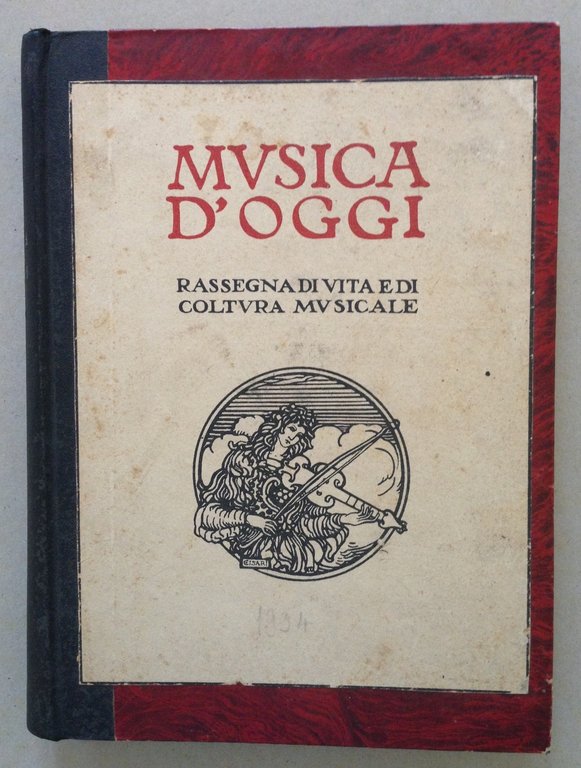 MVSICA
D'OGGI
RASSEGNA DI VITA E DI
COLTVRA MVSICALE
CISARI
1934